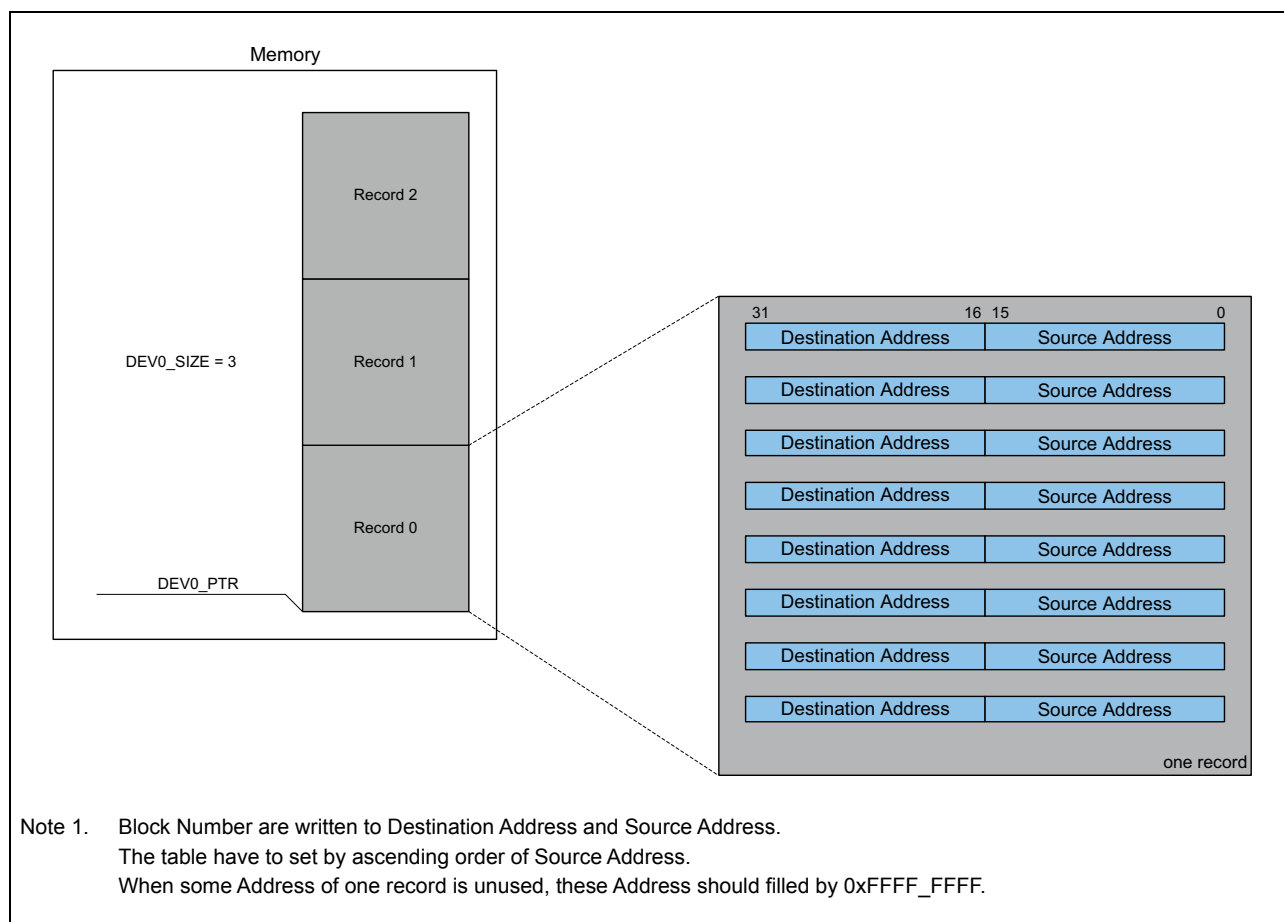 Memory
Record 2
DEV0_SIZE = 3
Record 1
Record 0
DEV0_PTR
31 16 15 0
Destination Address Source Address
Destination Address Source Address
Destination Address Source Address
Destination Address Source Address
Destination Address Source Address
Destination Address Source Address
Destination Address Source Address
Destination Address Source Address
one record
Note 1. Block Number are written to Destination Address and Source Address.
The table have to set by ascending order of Source Address.
When some Address of one record is unused, these Address should filled by 0xFFFF_FFFF.